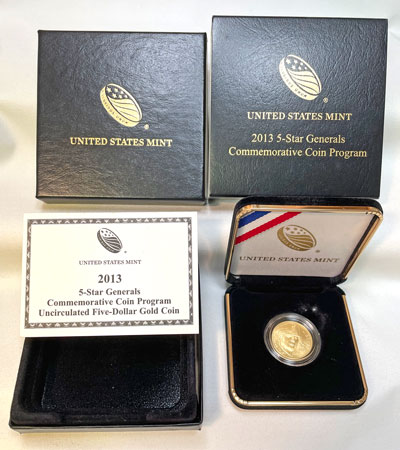 UNITED STATES MINT
UNITED STATES MINT
2013 5-Star Generals
Commemorative Coin Program
UNITED STATES MINT
2013
5-Star Generals
Commemorative Coin Program
Uncirculated Five-Dollar Gold Coin
UNITED STATES MINT